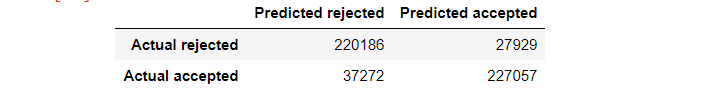 Predicted rejected Predicted accepted
Actual rejected 220186 27929
Actual accepted 37272 227057